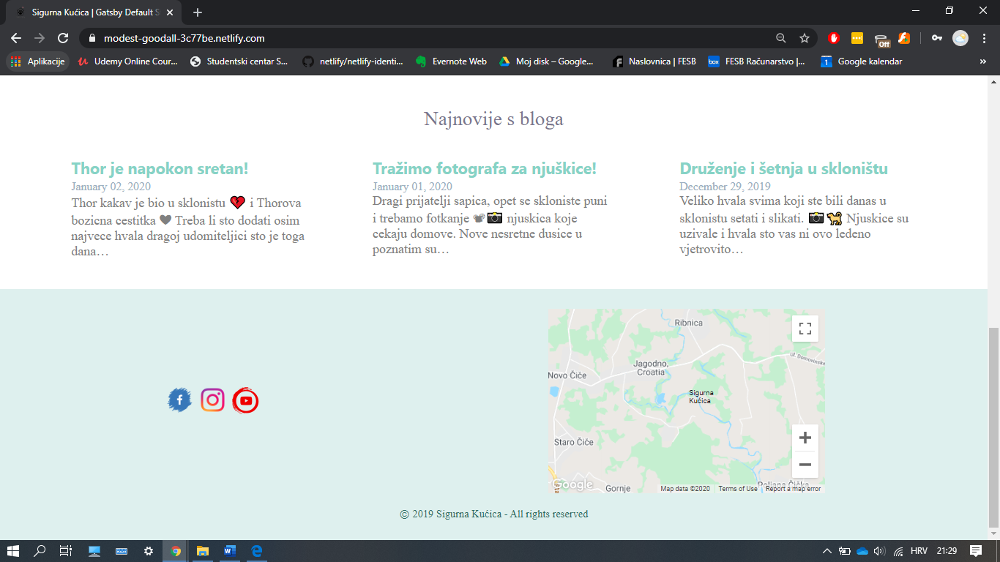 Sigurna Kućica | Gatsby Default S
modest-goodall-3c77be.netlify.com
Off
Aplikacije
Udemy Online Cour...
Studentski centar S...
netlify/netlify-identi...
Evernote Web
Moj disk – Google...
Naslovnica | FESB
FESB Računarstvo |...
Google kalendar
»
Najnovije s bloga
Thor je napokon sretan!
January 02, 2020
Thor kakav je bio u sklonistu 💔 i Thorova
bozicna cestitka 🖤 Treba li sto dodati osim
najvece hvala dragoj udomiteljici sto je toga
dana…
Tražimo fotografa za njuškice!
January 01, 2020
Dragi prijatelji sapica, opet se skloniste puni
i trebamo fotkanje 📽📷 njuskica koje
cekaju domove. Nove nesretne dusice u
poznatim su…
Druženje i šetnja u skloništu
December 29, 2019
Veliko hvala svima koji ste bili danas u
sklonistu setati i slikati. 📷🐕 Njuskice su
uzivale i hvala sto vas ni ovo ledeno
vjetrovito…
Ribnica
ul. Domovinska
Jagodno,
Croatia
Novo Čiče
Sigurna
Kućica
Staro Čiče
Poljana Čička
Google
Gornje
Map data ©2020
Terms of Use
Report a map error
© 2019 Sigurna Kućica - All rights reserved
HRV
21:29